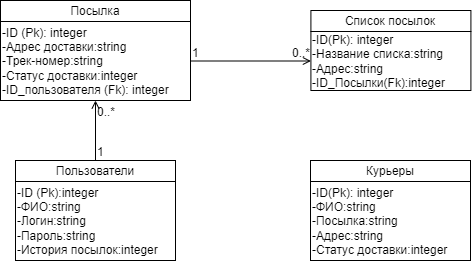 Посылка
-ID (Pk): integer
-Адрес доставки:string
-Трек-номер:string
-Статус доставки:integer
-ID_пользователя (Fk): integer
1
0..*
Список посылок
-ID(Pk): integer
-Название списка:string
-Адрес:string
-ID_Посылки(Fk):integer
0..*
1
Пользователи
-ID (Pk):integer
-ФИО:string
-Логин:string
-Пароль:string
-История посылок:integer
Курьеры
-ID(Pk):integer
-ФИО:string
-Посылка:string
-Адрес:string
-Статус доставки:integer